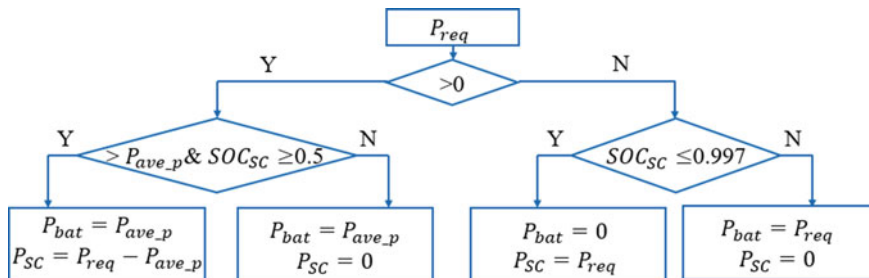 P_req
Y
N
>0
Y
> P_ave_p & SOC_SC ≥0.5
N
Y
SOC_SC ≤0.997
N
P_bat = P_ave_p
P_SC = P_req − P_ave_p
P_bat = P_ave_p
P_SC = 0
P_bat = 0
P_SC = P_req
P_bat = P_req
P_SC = 0